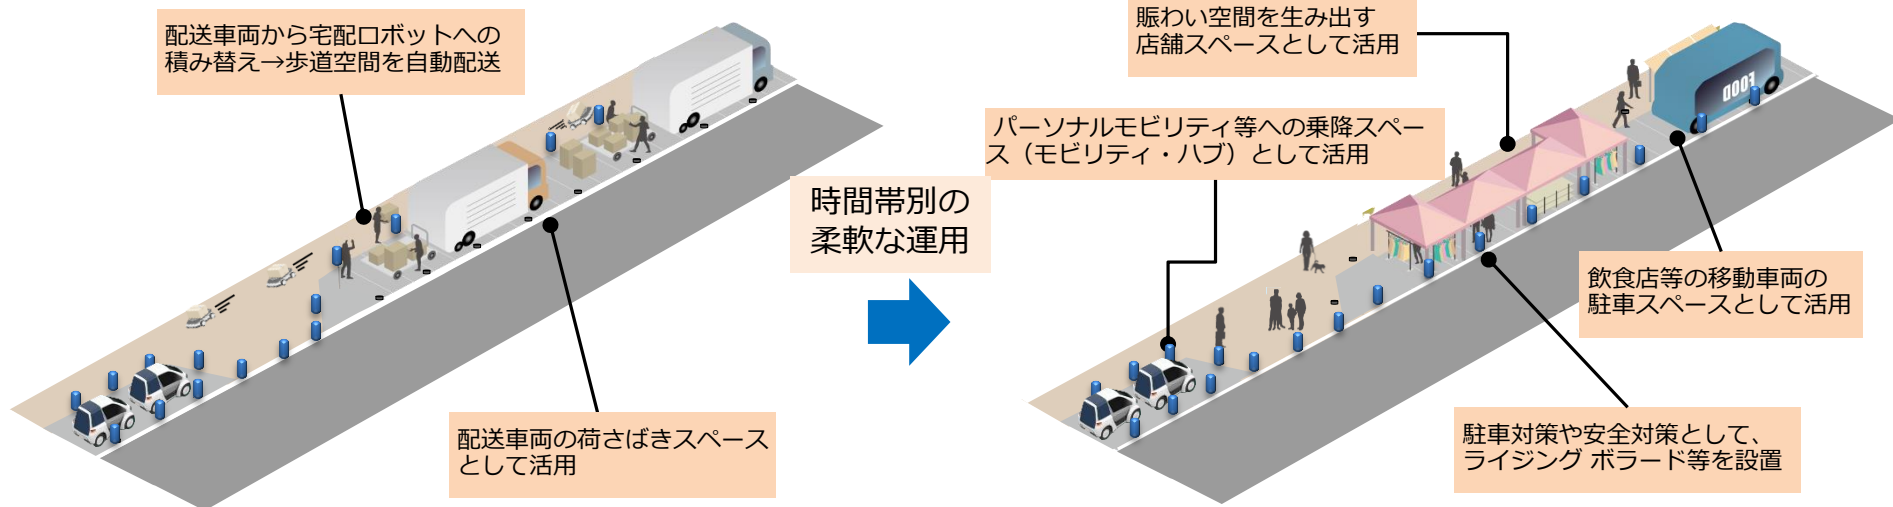 配送車両から宅配ロボットへの
積み替え→歩道空間を自動配送
配送車両の荷さばきスペース
として活用
時間帯別の
柔軟な運用
賑わい空間を生み出す
店舗スペースとして活用
パーソナルモビリティ等への乗降スペー
ス（モビリティ・ハブ）として活用
FOOD
飲食店等の移動車両の
駐車スペースとして活用
駐車対策や安全対策として、
ライジング ボラード等を設置